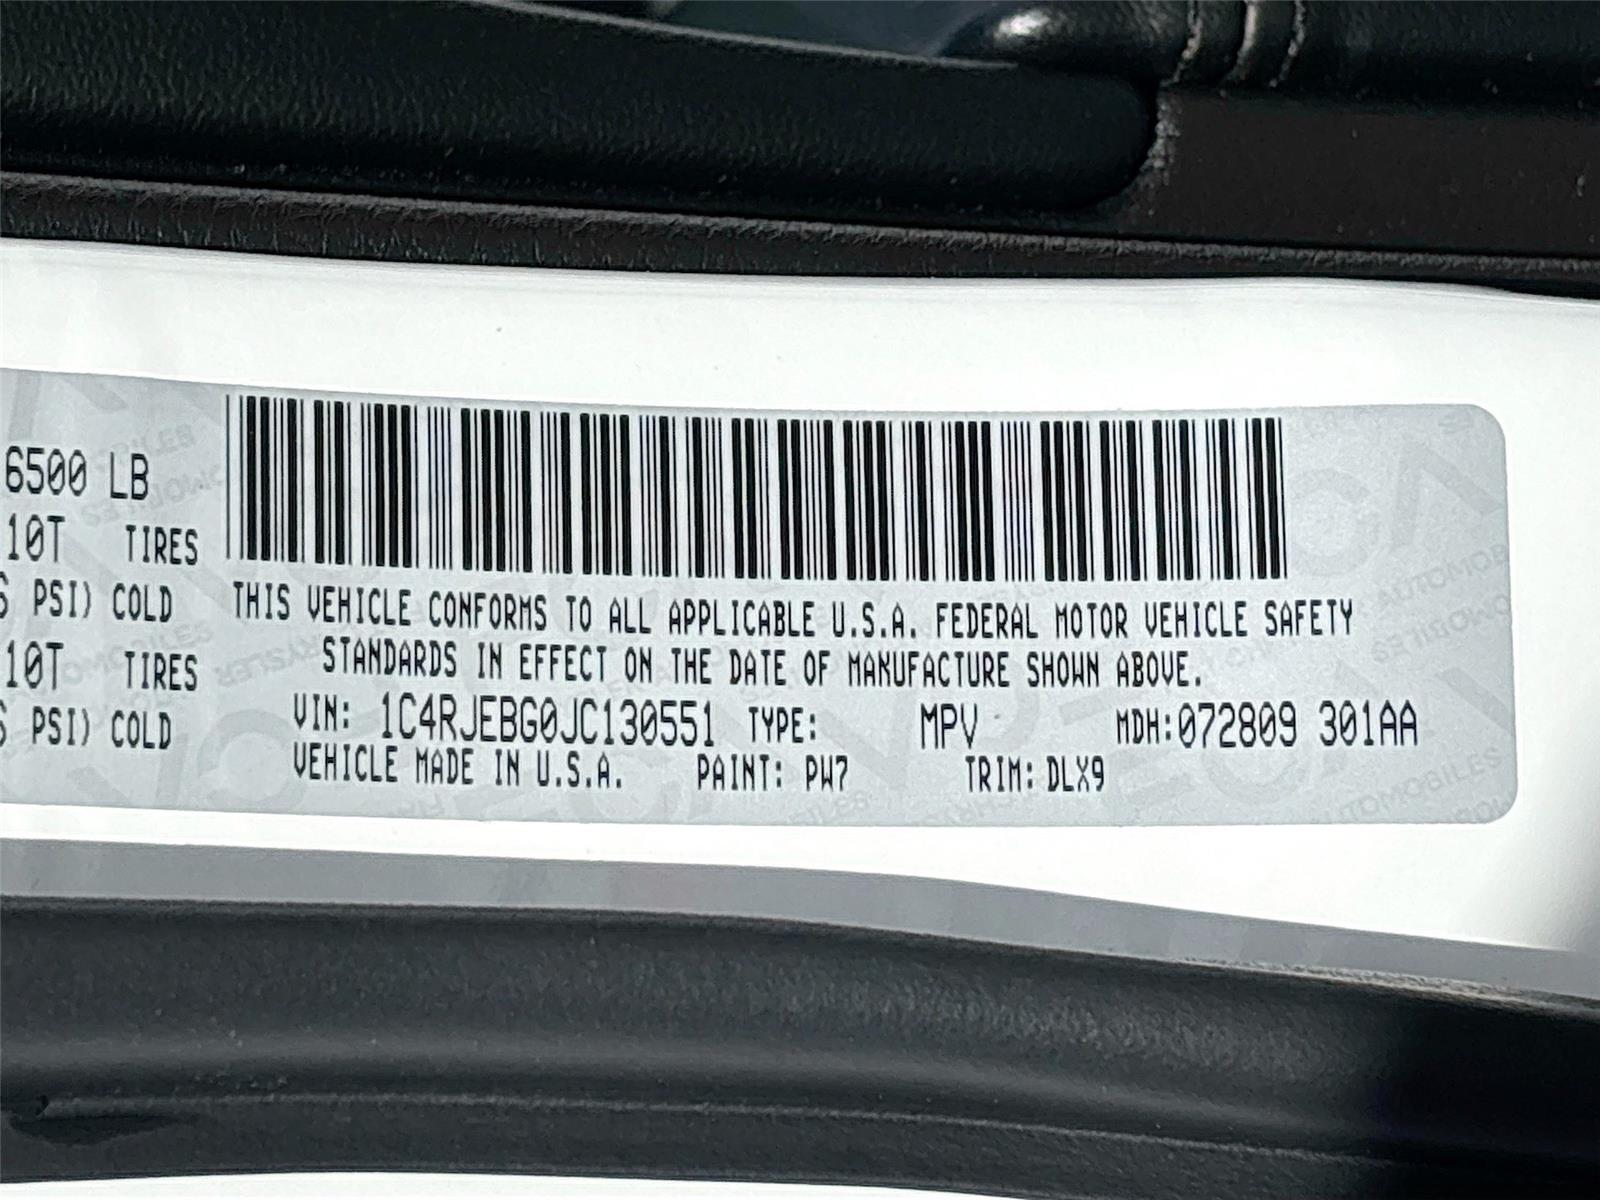 6500 LB
10T TIRES
PSI) COLD
10T TIRES
PSI) COLD
THIS VEHICLE CONFORMS TO ALL APPLICABLE U.S.A. FEDERAL MOTOR VEHICLE SAFETY
STANDARDS IN EFFECT ON THE DATE OF MANUFACTURE SHOWN ABOVE.
VIN: 1C4RJEBG0JC130551 TYPE: MPV MDH:072809 301AA
VEHICLE MADE IN U.S.A. PAINT: PW7 TRIM: DLX9